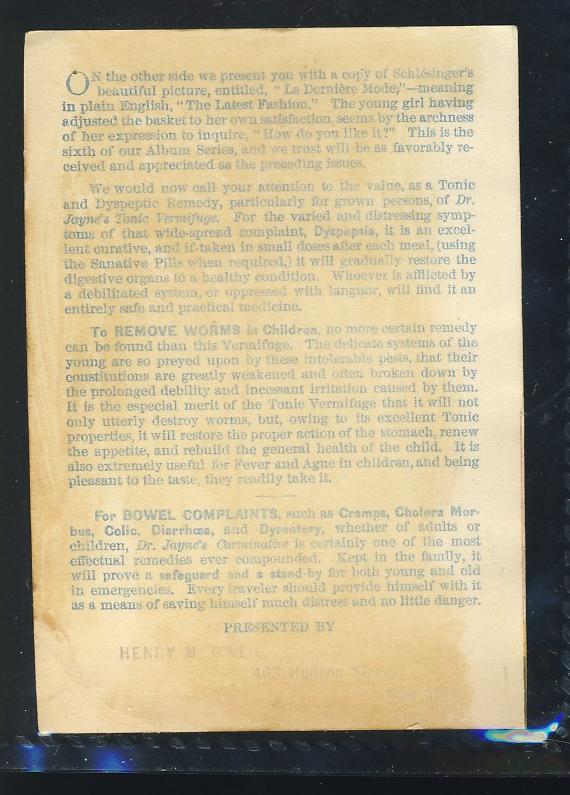 ON the other side we present you with a copy of Schlésinger's
beautiful picture, entitled, "Le Dernière Mode,"—meaning
in plain English, "The Latest Fashion." The young girl having
adjusted the basket to her own satisfaction, seems by the archness
of her expression to inquire, "How do you like it?" This is the
sixth of our Album Series, and we trust will be as favorably re-
ceived and appreciated as the preceding issues.
We would now call your attention to the value, as a Tonic
and Dyspeptic Remedy, particularly for grown persons, of Dr.
Jayne's Tonic Vermifuge. For the varied and distressing symp-
toms of that wide-spread complaint, Dyspepsia, it is an excel-
lent curative, and if taken in small doses after each meal, (using
the Sanative Pills when required,) it will gradually restore the
digestive organs to a healthy condition. Whoever is afflicted by
a debilitated system, or oppressed with languor, will find it an
entirely safe and practical medicine.
To REMOVE WORMS in Children, no more certain remedy
can be found than this Vermifuge. The delicate systems of the
young are so preyed upon by these intolerable pests, that their
constitutions are greatly weakened and often broken down by
the prolonged debility and incessant irritation caused by them.
It is the especial merit of the Tonic Vermifuge that it will not
only utterly destroy worms, but, owing to its excellent Tonic
properties, it will restore the proper action of the stomach, renew
the appetite, and rebuild the general health of the child. It is
also extremely useful for Fever and Ague in children, and being
pleasant to the taste, they readily take it.
For BOWEL COMPLAINTS, such as Cramps, Cholera Mor-
bus, Colic, Diarrhœa, and Dysentery, whether of adults or
children, Dr. Jayne's Carminative is certainly one of the most
effectual remedies ever compounded. Kept in the family, it
will prove a safeguard and a stand-by for both young and old
in emergencies. Every traveler should provide himself with it
as a means of saving himself much distress and no little danger.
PRESENTED BY
HENRY M. O'NEIL,
463 Hudson Street